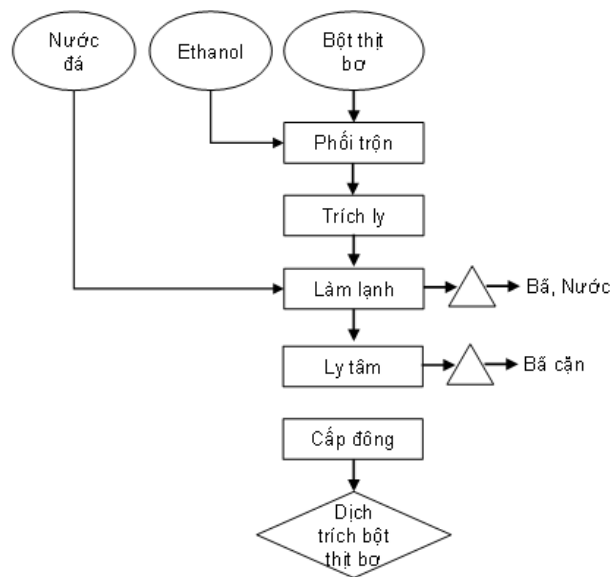 Nước
đá
Ethanol
Bột thịt
bơ
Phối trộn
Trích ly
Làm lạnh
Bã, Nước
Ly tâm
Bã cặn
Cấp đông
Dịch
trích bột
thịt bơ